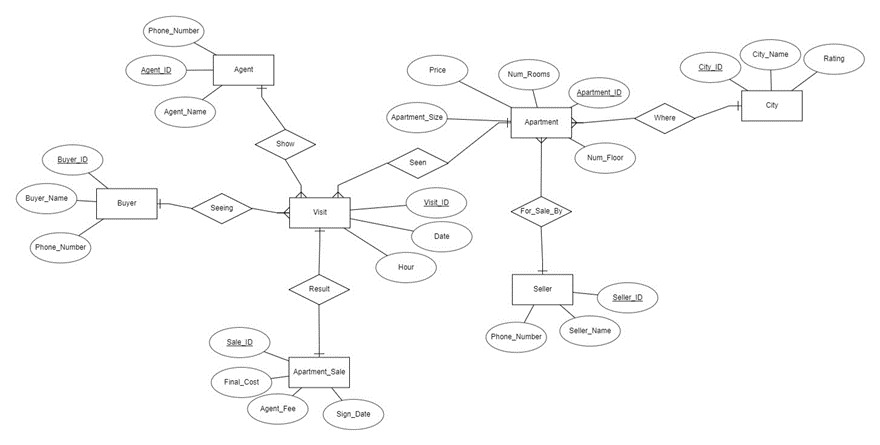 Phone_Number
Agent_ID
Agent
Agent_Name
Show
Price
Num_Rooms
Apartment_ID
Apartment_Size
Apartment
Num_Floor
Where
City_ID
City_Name
Rating
City
Buyer_ID
Buyer_Name
Buyer
Phone_Number
Seeing
Seen
Visit
Visit_ID
Date
Hour
For_Sale_By
Seller
Seller_ID
Seller_Name
Phone_Number
Result
Sale_ID
Final_Cost
Apartment_Sale
Agent_Fee
Sign_Date